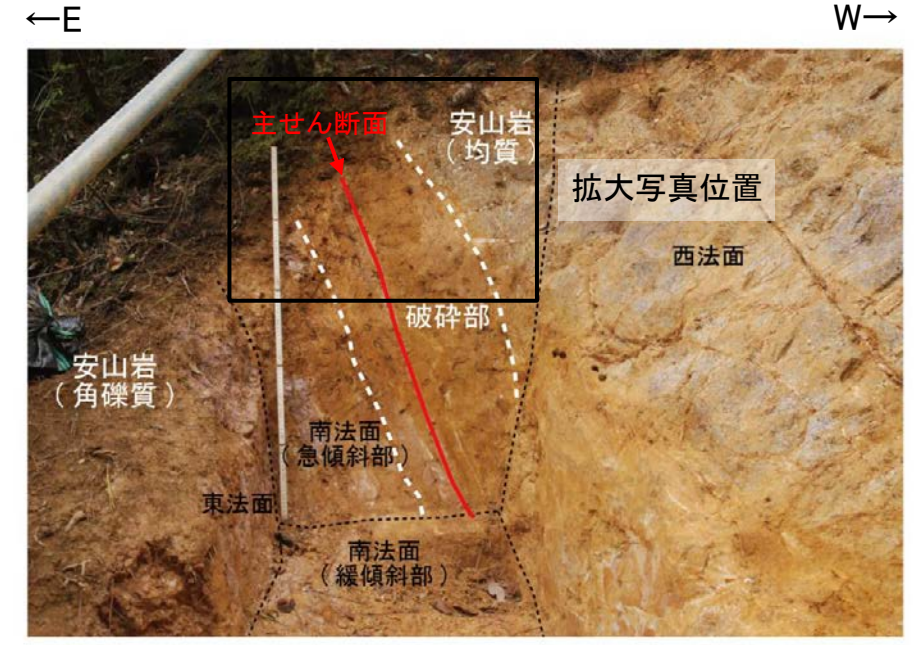 ←E
W→
主せん断面
安山岩
(均質)
拡大写真位置
西法面
破砕部
安山岩
(角礫質)
南法面
(急傾斜部)
東法面
南法面
(緩傾斜部)